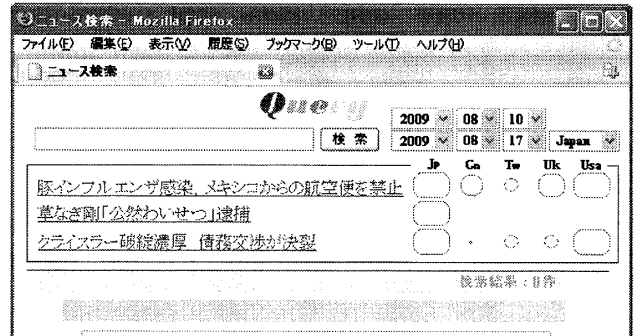 ニュース検索 - Mozilla Firefox
ファイル(F) 編集(E) 表示(V) 履歴(S) ブックマーク(B) ツール(T) ヘルプ(H)
ニュース検索
Query
2009 08 10
検索 2009 08 17 Japan
Jp Ca Tw Uk Usa
豚インフルエンザ感染、メキシコからの航空便を禁止
草なぎ剛「公然わいせつ」逮捕
クライスラー破綻濃厚 債務交渉が決裂
検索結果:0件